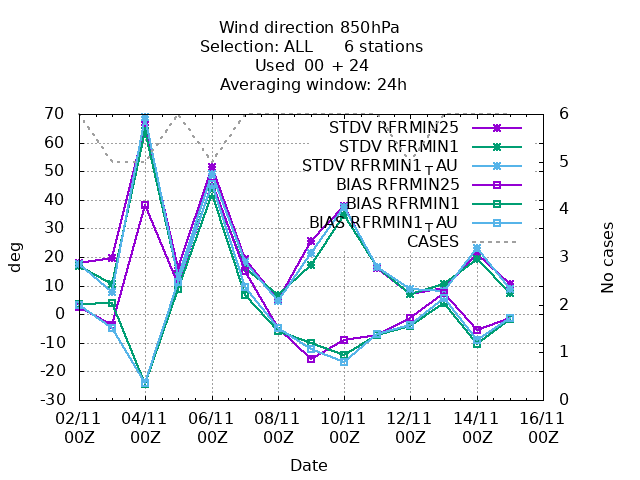 Wind direction 850hPa
Selection: ALL 6 stations
Used 00 + 24
Averaging window: 24h
70
60
50
40
30
20
10
0
-10
-20
-30
6
5
4
3
2
1
0
deg
No cases
STDV RFRMIN25
STDV RFRMIN1
STDV RFRMIN1TAU
BIAS RFRMIN25
BIAS RFRMIN1
BIAS RFRMIN1TAU
CASES
02/11 04/11 06/11 08/11 10/11 12/11 14/11 16/11
00Z 00Z 00Z 00Z 00Z 00Z 00Z 00Z
Date